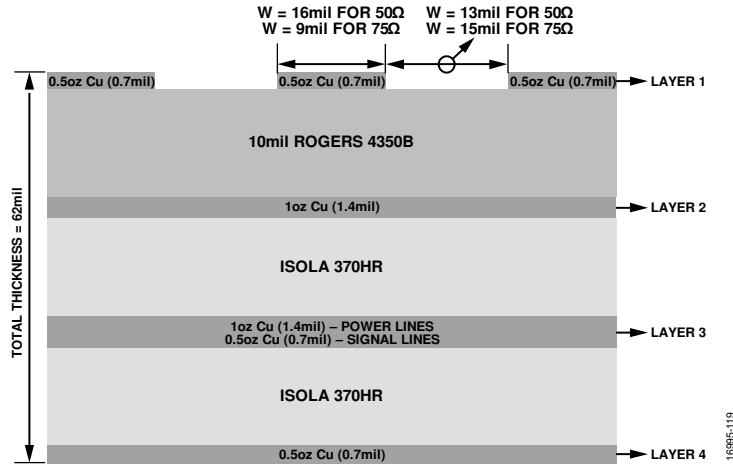 W = 16mil FOR 50Ω
W = 9mil FOR 75Ω
W = 13mil FOR 50Ω
W = 15mil FOR 75Ω
0.5oz Cu (0.7mil)
0.5oz Cu (0.7mil)
0.5oz Cu (0.7mil)
LAYER 1
10mil ROGERS 4350B
1oz Cu (1.4mil)
LAYER 2
TOTAL THICKNESS = 62mil
ISOLA 370HR
1oz Cu (1.4mil) – POWER LINES
0.5oz Cu (0.7mil) – SIGNAL LINES
LAYER 3
ISOLA 370HR
0.5oz Cu (0.7mil)
LAYER 4
16995-119